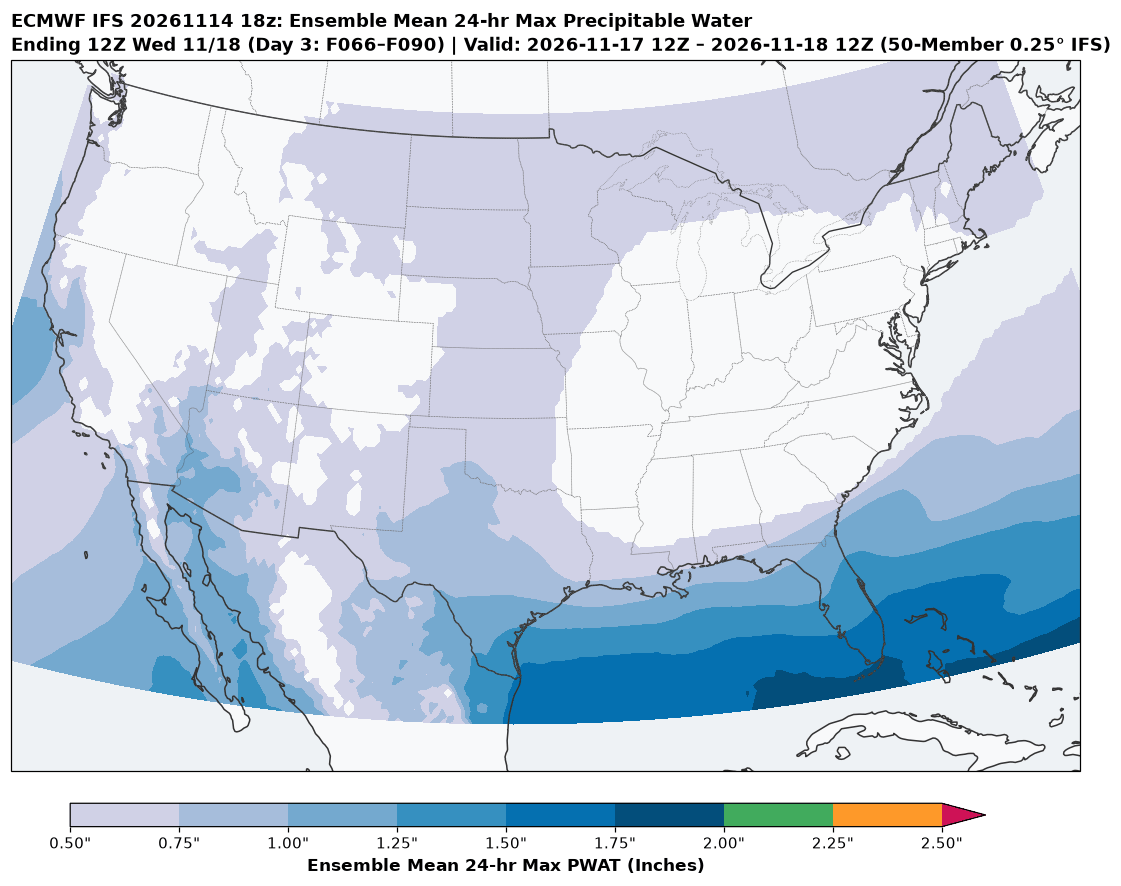 ECMWF IFS 20261114 18z: Ensemble Mean 24-hr Max Precipitable Water
Ending 12Z Wed 11/18 (Day 3: F066–F090) | Valid: 2026-11-17 12Z – 2026-11-18 12Z (50-Member 0.25° IFS)
0.50" 0.75" 1.00" 1.25" 1.50" 1.75" 2.00" 2.25" 2.50"
Ensemble Mean 24-hr Max PWAT (Inches)